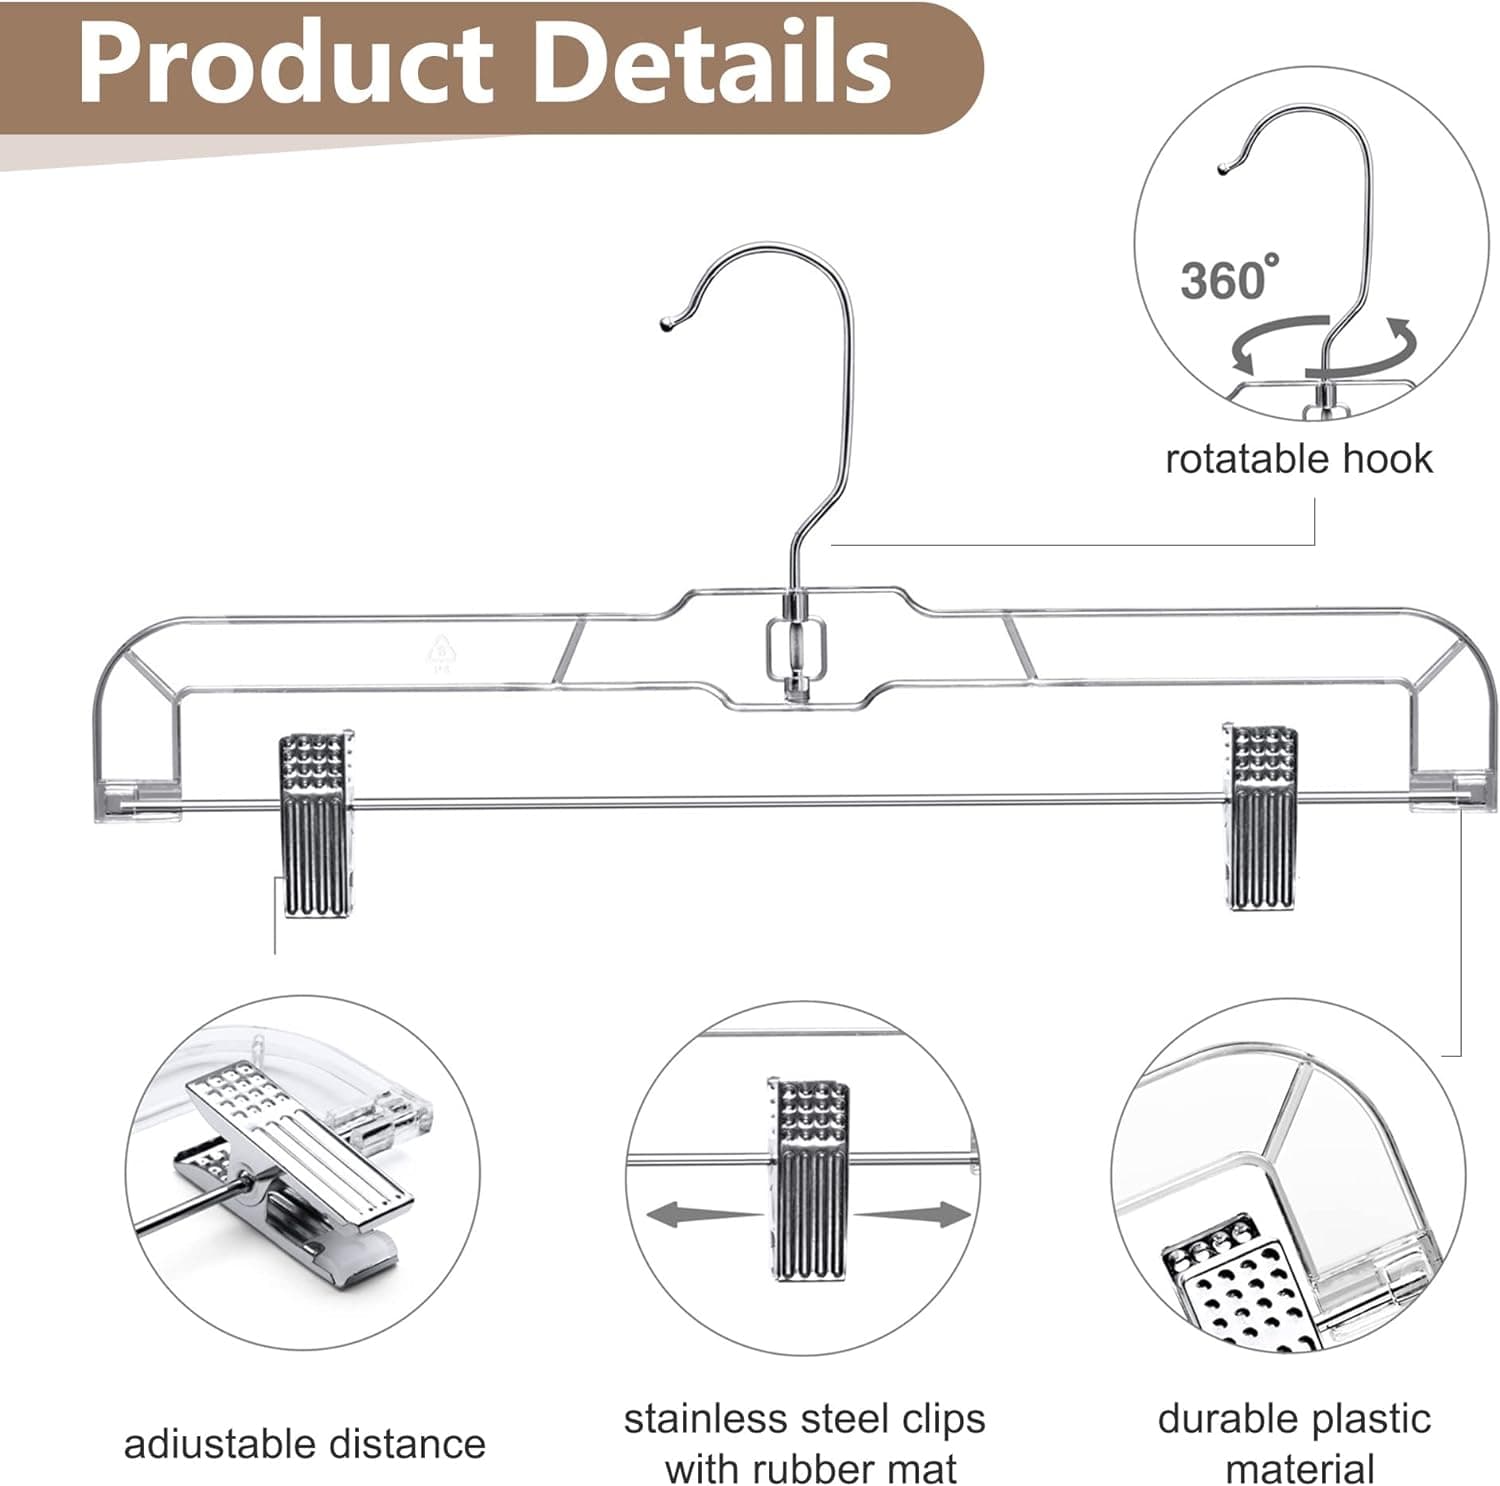 Product Details
360°
rotatable hook
adiustable distance
stainless steel clips
with rubber mat
durable plastic
material